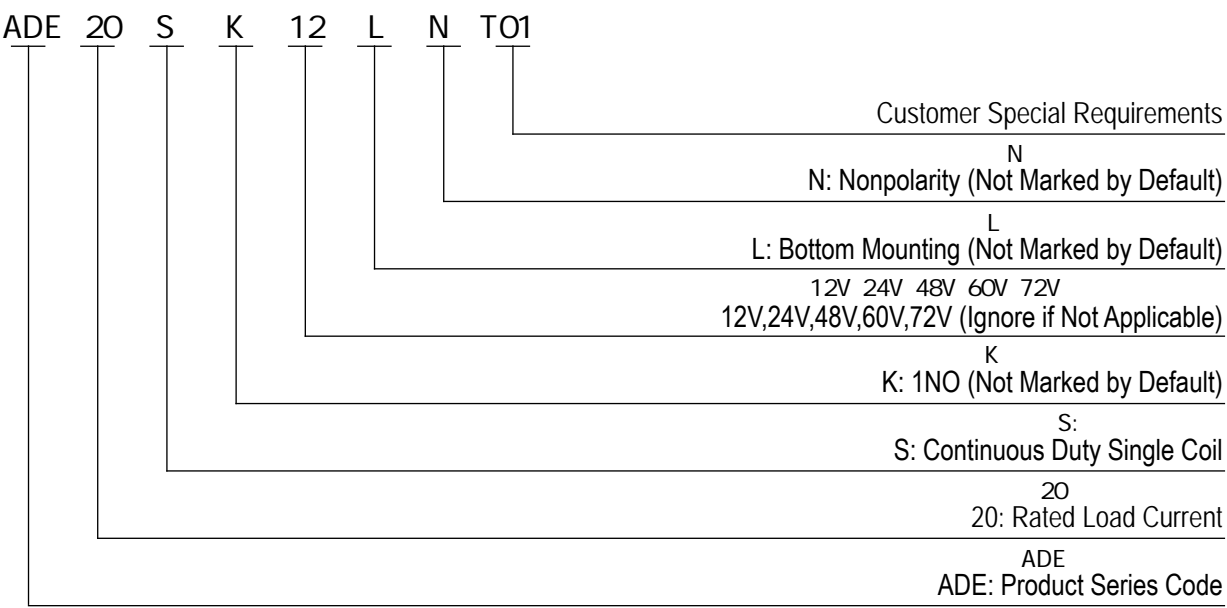 ADE 20 S K 12 L N T01
Customer Special Requirements
N
N: Nonpolarity (Not Marked by Default)
L
L: Bottom Mounting (Not Marked by Default)
12V 24V 48V 60V 72V
12V,24V,48V,60V,72V (Ignore if Not Applicable)
K
K: 1NO (Not Marked by Default)
S:
S: Continuous Duty Single Coil
20
20: Rated Load Current
ADE
ADE: Product Series Code